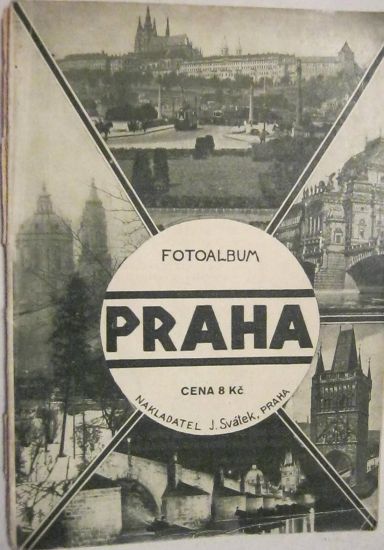 FOTOALBUM
PRAHA
CENA 8 Kč
NAKLADATEL J. Svátek, PRAHA